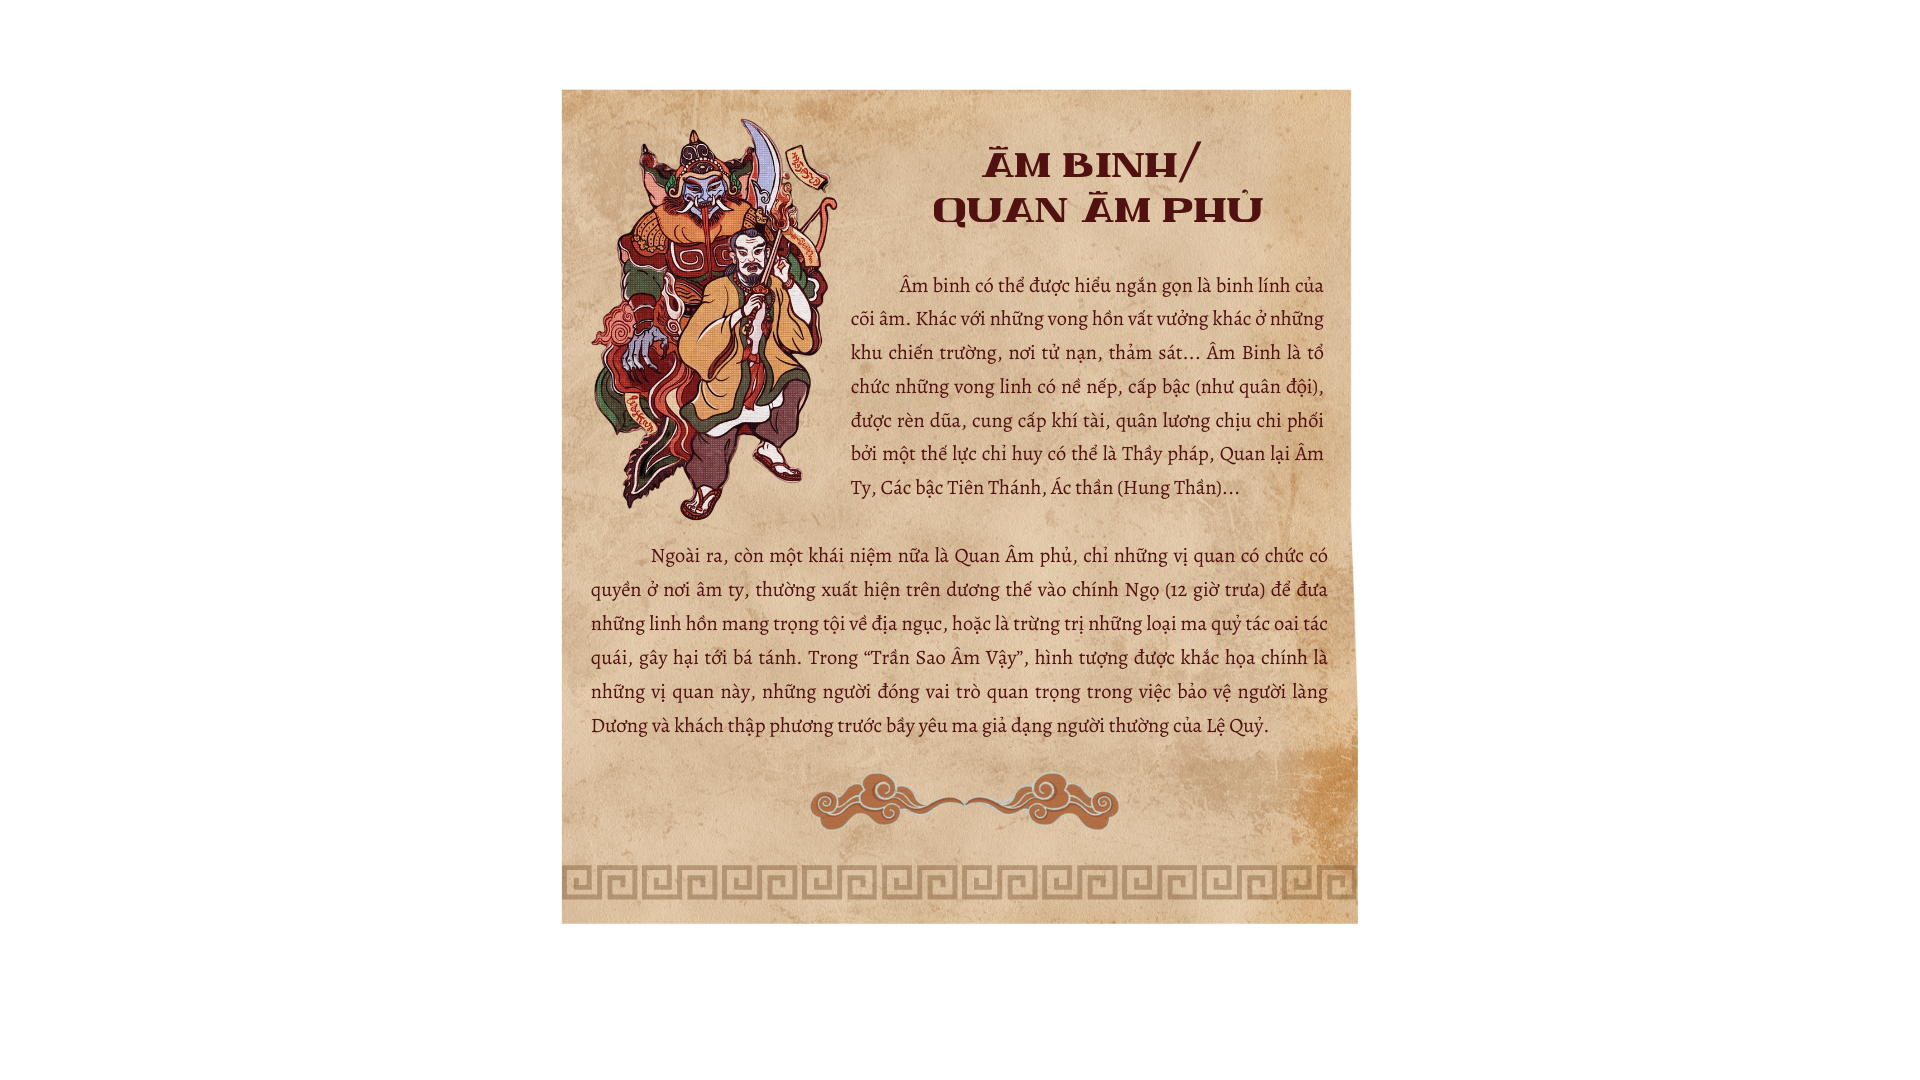 ÂM BINH/
QUAN ÂM PHỦ
Âm binh có thể được hiểu ngắn gọn là binh lính của
cõi âm. Khác với những vong hồn vất vưởng khác ở những
khu chiến trường, nơi tử nạn, thảm sát... Âm Binh là tổ
chức những vong linh có nề nếp, cấp bậc (như quân đội),
được rèn dũa, cung cấp khí tài, quân lương chịu chi phối
bởi một thế lực chỉ huy có thể là Thầy pháp, Quan lại Âm
Ty, Các bậc Tiên Thánh, Ác thần (Hung Thần)...
Ngoài ra, còn một khái niệm nữa là Quan Âm phủ, chỉ những vị quan có chức có
quyền ở nơi âm ty, thường xuất hiện trên dương thế vào chính Ngọ (12 giờ trưa) để đưa
những linh hồn mang trọng tội về địa ngục, hoặc là trừng trị những loại ma quỷ tác oai tác
quái, gây hại tới bá tánh. Trong “Trần Sao Âm Vậy”, hình tượng được khắc họa chính là
những vị quan này, những người đóng vai trò quan trọng trong việc bảo vệ người làng
Dương và khách thập phương trước bầy yêu ma giả dạng người thường của Lệ Quỷ.